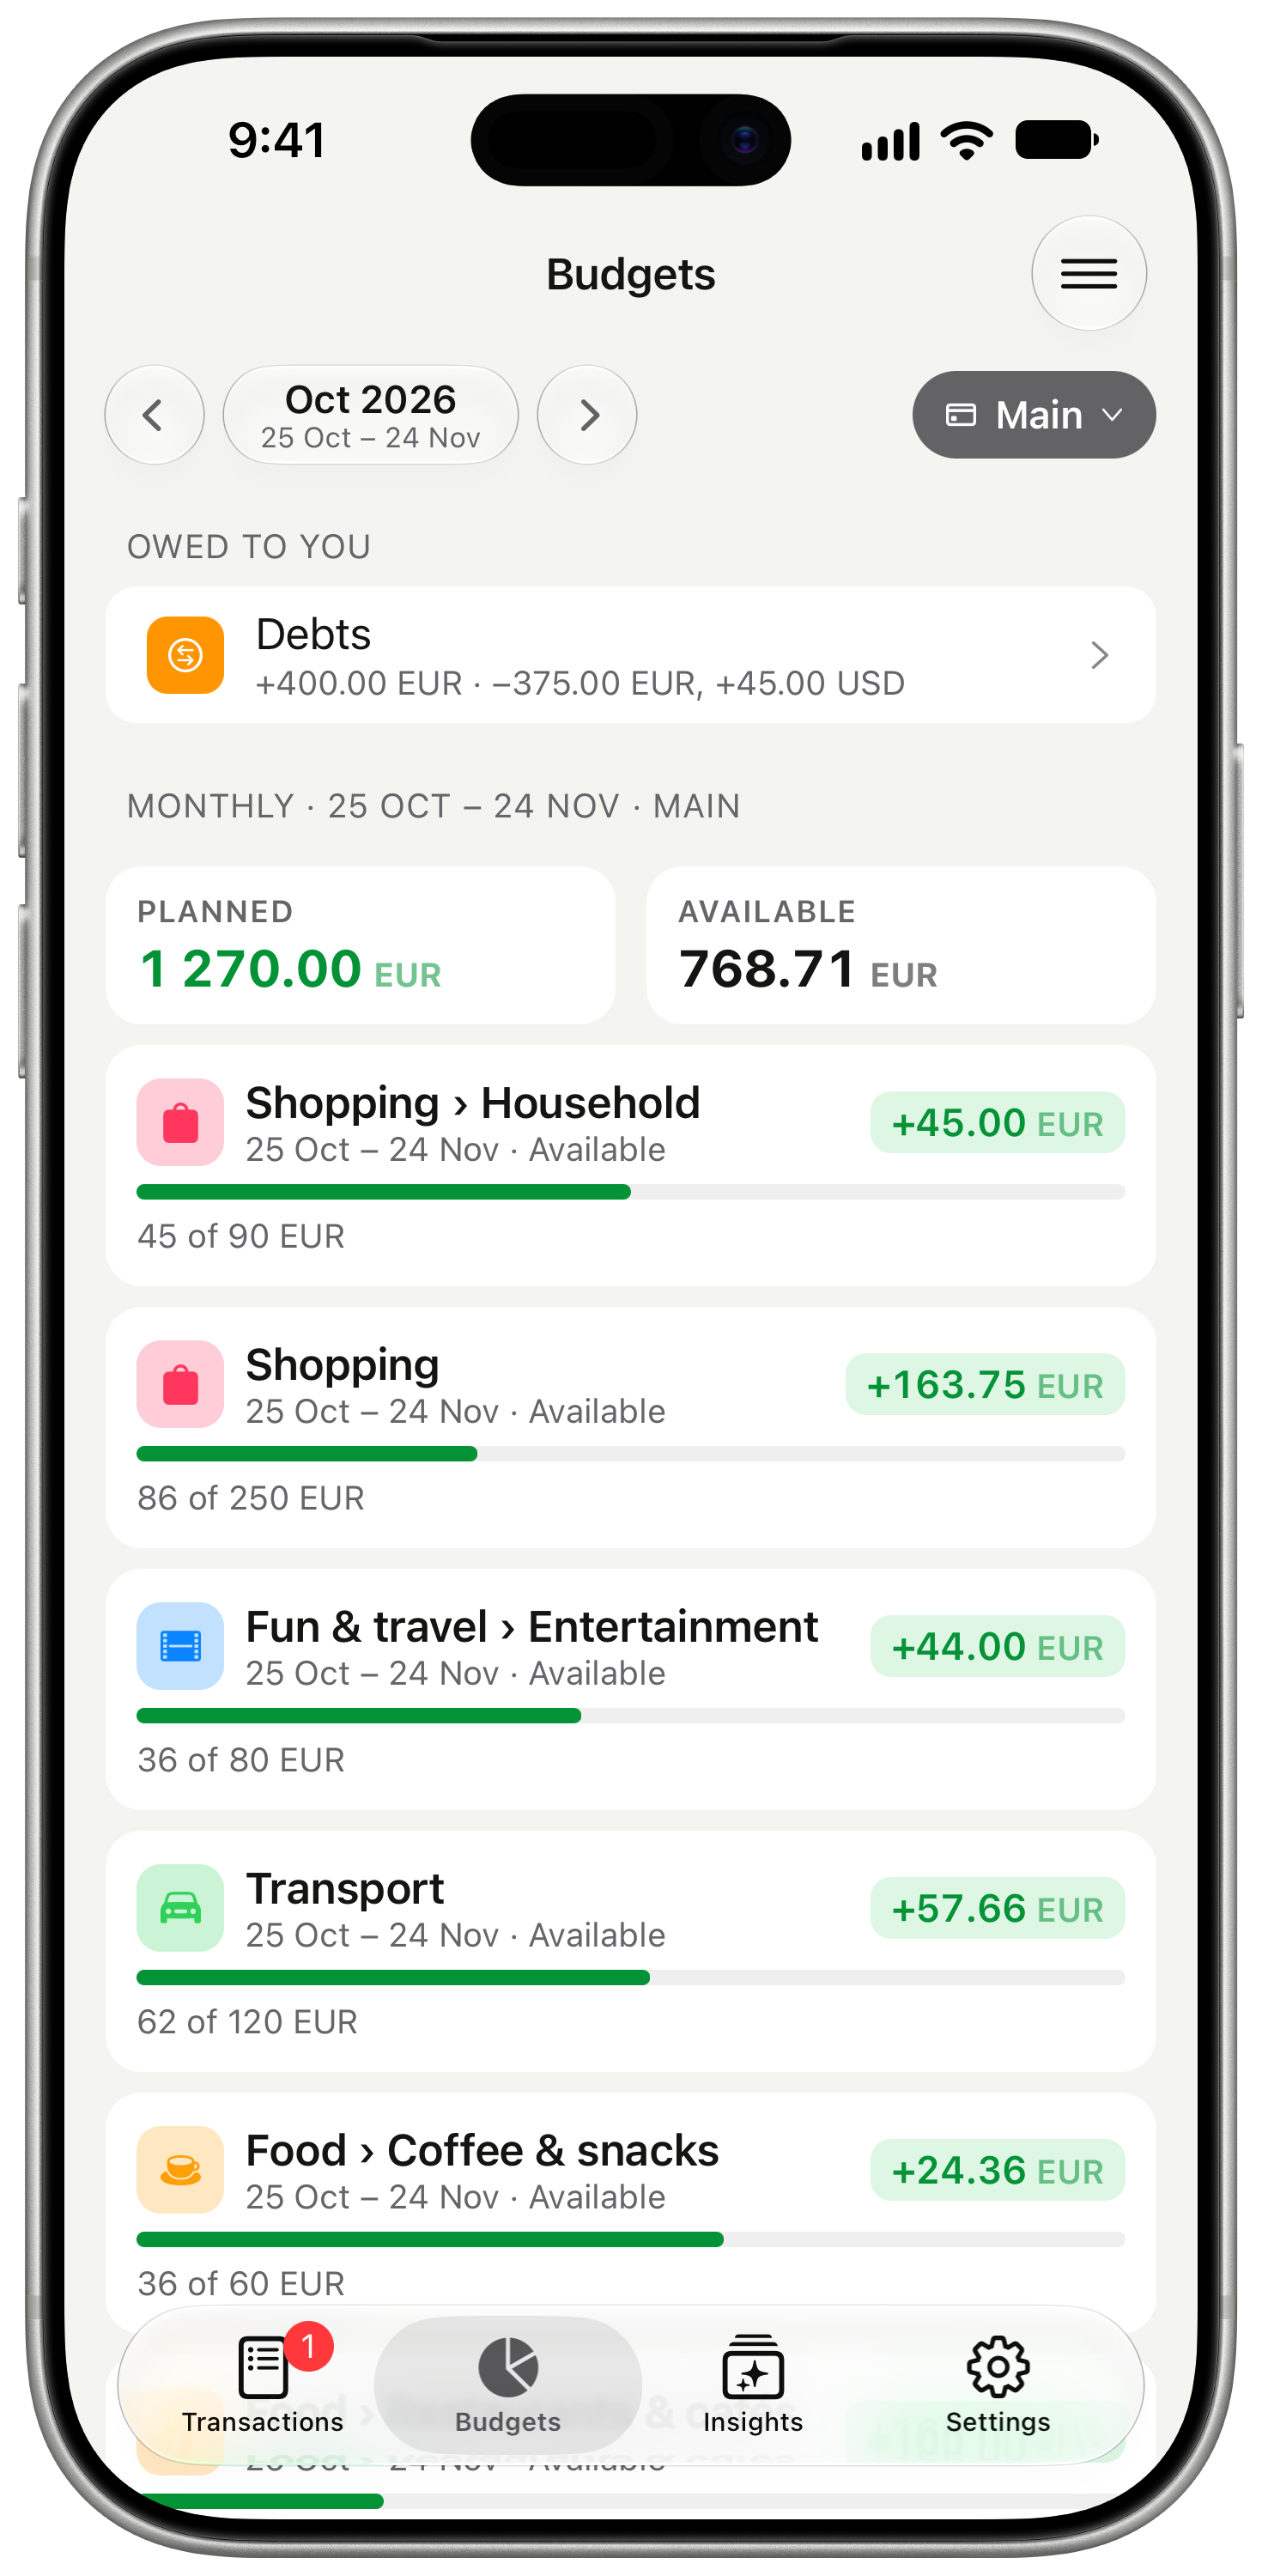 9:41
Budgets
Oct 2026
25 Oct – 24 Nov
Main
OWED TO YOU
Debts
+400.00 EUR · −375.00 EUR, +45.00 USD
MONTHLY · 25 OCT – 24 NOV · MAIN
PLANNED
1 270.00 EUR
AVAILABLE
768.71 EUR
Shopping › Household
25 Oct – 24 Nov · Available
+45.00 EUR
45 of 90 EUR
Shopping
25 Oct – 24 Nov · Available
+163.75 EUR
86 of 250 EUR
Fun & travel › Entertainment
25 Oct – 24 Nov · Available
+44.00 EUR
36 of 80 EUR
Transport
25 Oct – 24 Nov · Available
+57.66 EUR
62 of 120 EUR
Food › Coffee & snacks
25 Oct – 24 Nov · Available
+24.36 EUR
36 of 60 EUR
1
Transactions
Budgets
Insights
Settings